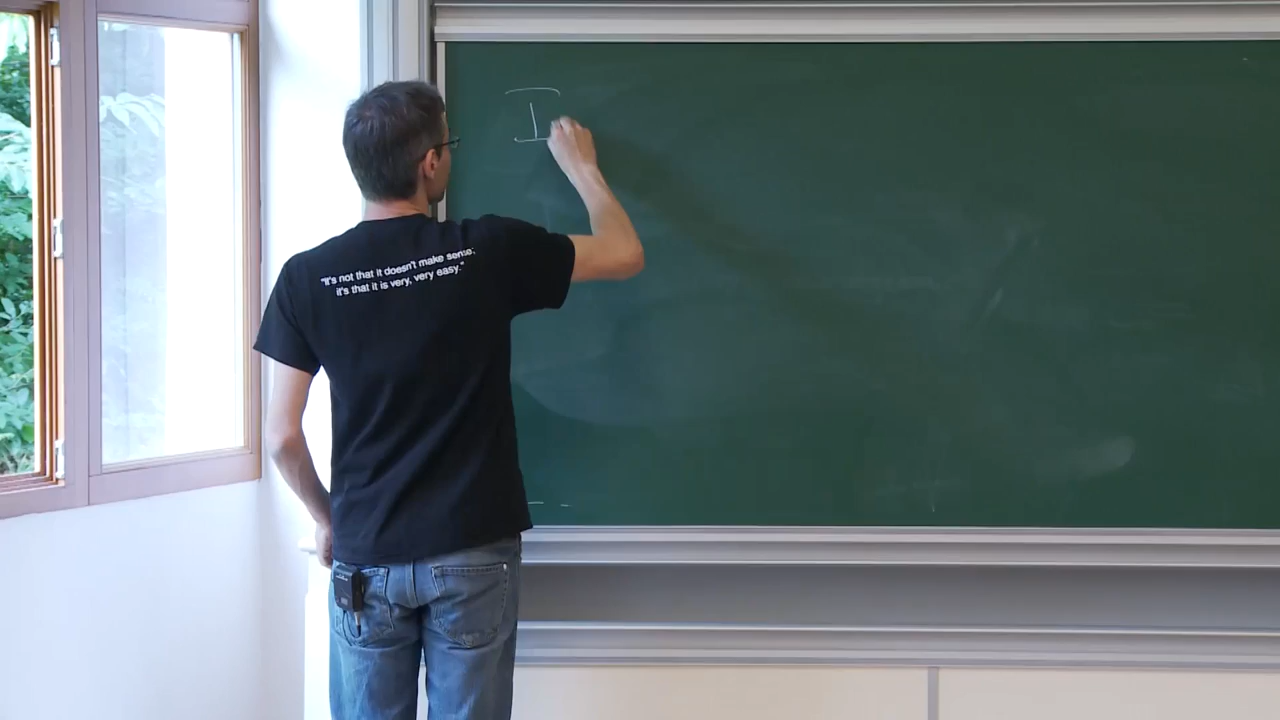 I
"It's not that it doesn't make sense;
it's that it is very, very easy."